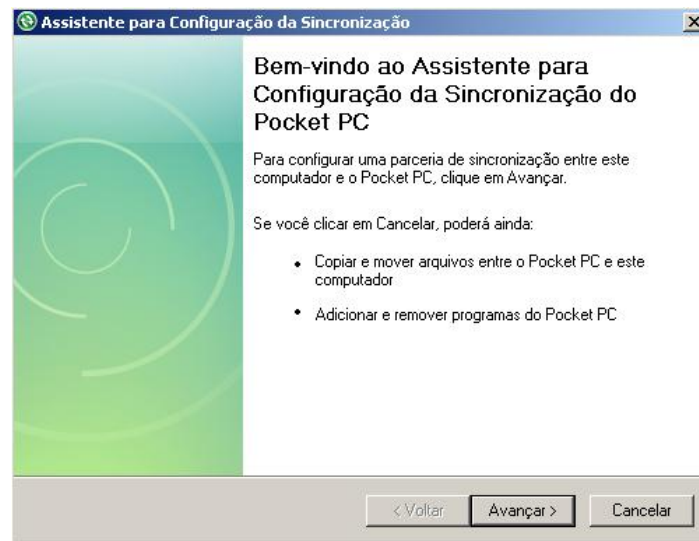 Assistente para Configuração da Sincronização
Bem-vindo ao Assistente para
Configuração da Sincronização do
Pocket PC
Para configurar uma parceria de sincronização entre este
computador e o Pocket PC, clique em Avançar.
Se você clicar em Cancelar, poderá ainda:
• Copiar e mover arquivos entre o Pocket PC e este
computador
• Adicionar e remover programas do Pocket PC
< Voltar Avançar > Cancelar